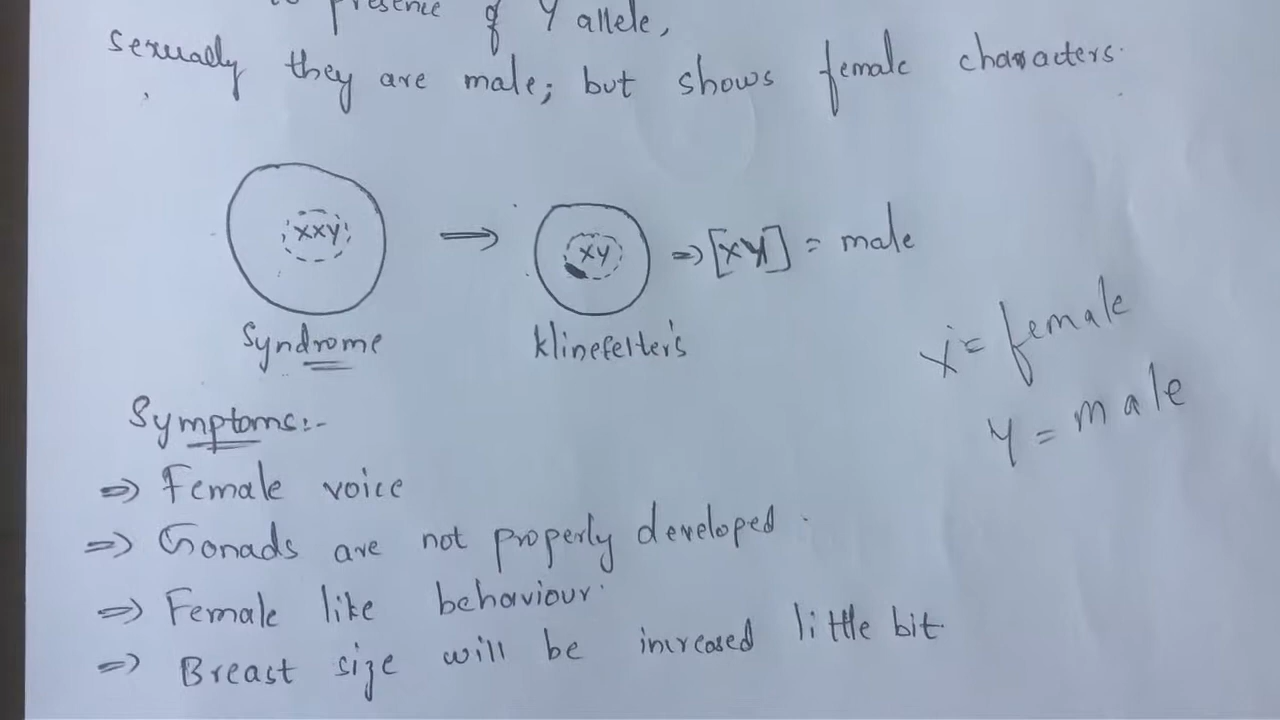 presence of Y allele,
sexually they are male; but shows female characters.
XXY
XY
⇒ [XY] = male
Syndrome
klinefelter's
X = female
Y = male
Symptoms:-
⇒ Female voice
⇒ Gonads are not properly developed.
⇒ Female like behaviour.
⇒ Breast size will be increased little bit.